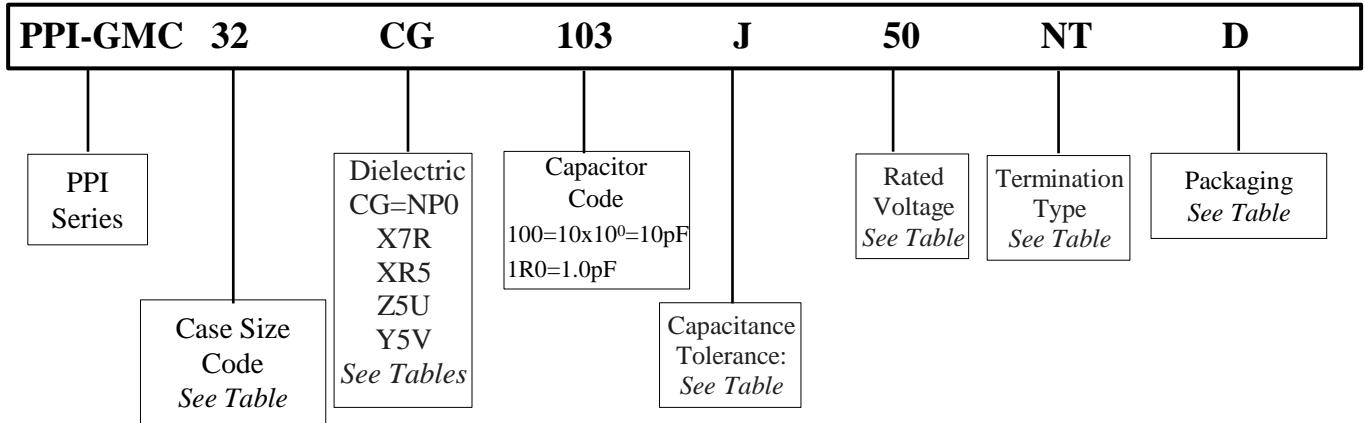 PPI-GMC 32 CG 103 J 50 NT D
PPI
Series
Case Size
Code
See Table
Dielectric
CG=NP0
X7R
XR5
Z5U
Y5V
See Tables
Capacitor
Code
100=10x10⁰=10pF
1R0=1.0pF
Capacitance
Tolerance:
See Table
Rated
Voltage
See Table
Termination
Type
See Table
Packaging
See Table